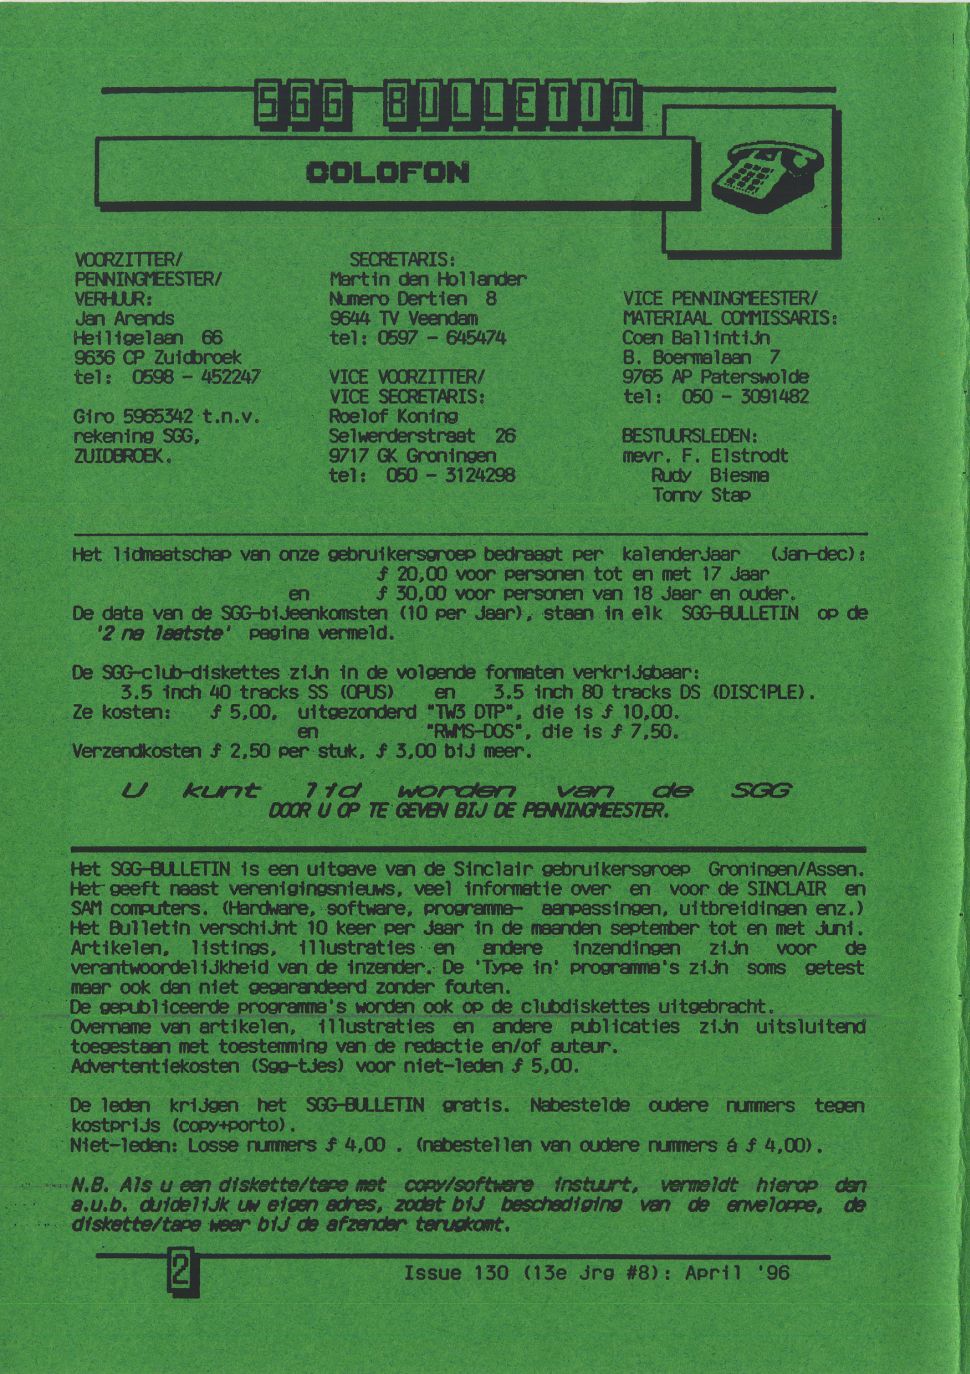 SGG BULLETIN
COLOFON
VOORZITTER/
PENNINGMEESTER/
VERHUUR:
Jan Arends
Heiligelaan 66
9636 CP Zuidbroek
tel: 0598 - 452247
Giro 5965342 t.n.v.
rekening SGG,
ZUIDBROEK.
SECRETARIS:
Martin den Hollander
Numero Dertien 8
9644 TV Veendam
tel: 0597 - 645474
VICE VOORZITTER/
VICE SECRETARIS:
Roelof Koning
Selwerderstraat 26
9717 GK Groningen
tel: 050 - 3124298
VICE PENNINGMEESTER/
MATERIAAL COMMISSARIS:
Coen Ballintijn
B. Boermalaan 7
9765 AP Paterswolde
tel: 050 - 3091482
BESTUURSLEDEN:
mevr. F. Elstrodt
Rudy Biesma
Tonny Stap
Het lidmaatschap van onze gebruikersgroep bedraagt per kalenderjaar (jan-dec):
ƒ 20,00 voor personen tot en met 17 jaar
en ƒ 30,00 voor personen van 18 jaar en ouder.
De data van de SGG-bijeenkomsten (10 per jaar), staan in elk SGG-BULLETIN op de
'2 na laatste' pagina vermeld.
De SGG-club-diskettes zijn in de volgende formaten verkrijgbaar:
3.5 inch 40 tracks SS (OPUS) en 3.5 inch 80 tracks DS (DISCiPLE).
Ze kosten: ƒ 5,00, uitgezonderd "TW3 DTP", die is ƒ 10,00.
en "RWMS-DOS", die is ƒ 7,50.
Verzendkosten ƒ 2,50 per stuk, ƒ 3,00 bij meer.
U kunt lid worden van de SGG
DOOR U OP TE GEVEN BIJ DE PENNINGMEESTER.
Het SGG-BULLETIN is een uitgave van de Sinclair gebruikersgroep Groningen/Assen.
Het geeft naast verenigingsnieuws, veel informatie over en voor de SINCLAIR en
SAM computers. (Hardware, software, programma- aanpassingen, uitbreidingen enz.)
Het Bulletin verschijnt 10 keer per jaar in de maanden september tot en met juni.
Artikelen, listings, illustraties en andere inzendingen zijn voor de
verantwoordelijkheid van de inzender. De 'Type in' programma's zijn soms getest
maar ook dan niet gegarandeerd zonder fouten.
De gepubliceerde programma's worden ook op de clubdiskettes uitgebracht.
Overname van artikelen, illustraties en andere publicaties zijn uitsluitend
toegestaan met toestemming van de redactie en/of auteur.
Advertentiekosten (Sgg-tjes) voor niet-leden ƒ 5,00.
De leden krijgen het SGG-BULLETIN gratis. Nabestelde oudere nummers tegen
kostprijs (copy+porto).
Niet-leden: Losse nummers ƒ 4,00 . (nabestellen van oudere nummers á ƒ 4,00).
N.B. Als u een diskette/tape met copy/software instuurt, vermeldt hierop dan
a.u.b. duidelijk uw eigen adres, zodat bij beschadiging van de enveloppe, de
diskette/tape weer bij de afzender terugkomt.
2
Issue 130 (13e jrg #8): April '96